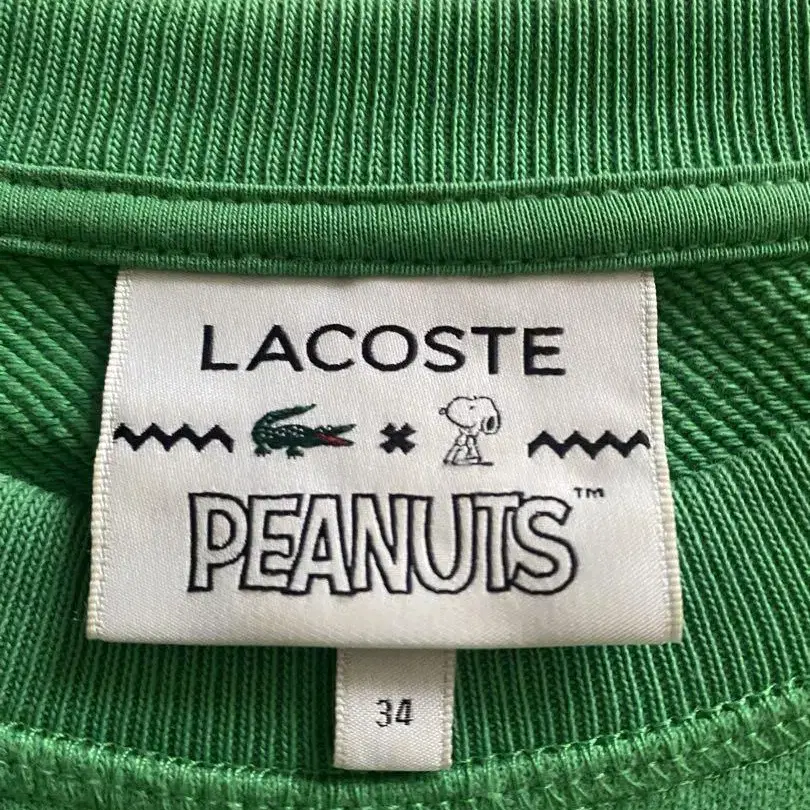 LACOSTE
×
PEANUTS™
34